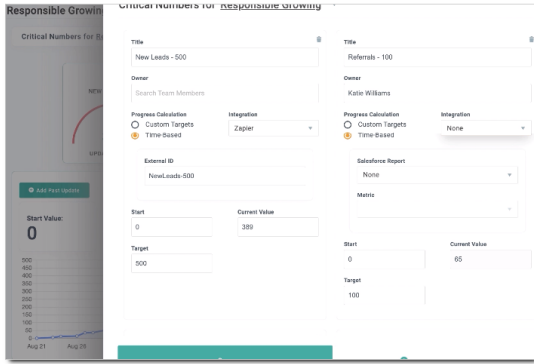 Responsible Growin
Critical Numbers for Responsible Growing
Critical Numbers for
NEW
UPD
Add Past Update
Start Value:
0
500
450
400
350
300
250
200
150
100
50
0
Aug 21
Aug 28
Title
New Leads - 500
Owner
Search Team Members
Progress Calculation
Custom Targets
Time-Based
Integration
Zapier
External ID
NewLeads-500
Start
0
Current Value
389
Target
500
Title
Referrals - 100
Owner
Katie Williams
Progress Calculation
Custom Targets
Time-Based
Integration
None
Salesforce Report
None
Metric
Start
0
Current Value
65
Target
100